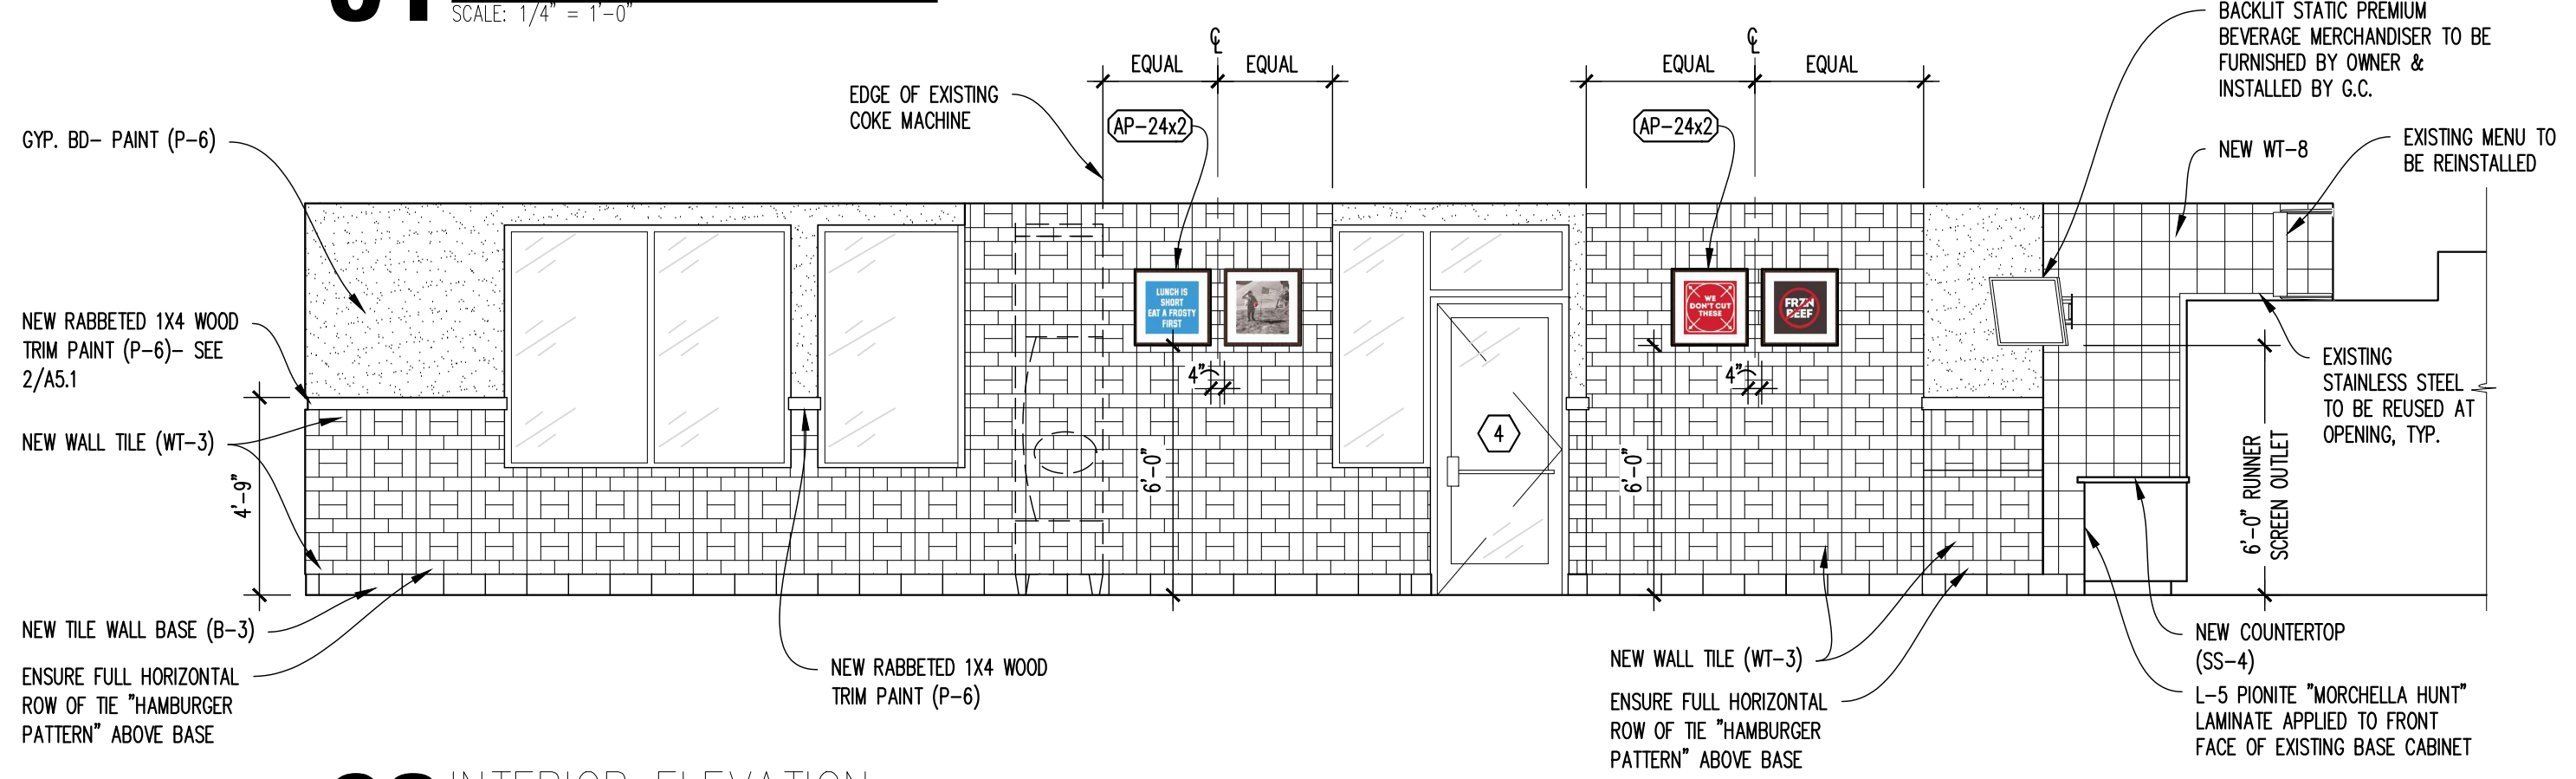 01
SCALE: 1/4" = 1'-0"
BACKLIT STATIC PREMIUM
BEVERAGE MERCHANDISER TO BE
FURNISHED BY OWNER &
INSTALLED BY G.C.
EQUAL
EQUAL
EQUAL
EQUAL
EDGE OF EXISTING
COKE MACHINE
AP-24x2
AP-24x2
GYP. BD- PAINT (P-6)
NEW WT-8
EXISTING MENU TO
BE REINSTALLED
LUNCH IS
SHORT
EAT A FROSTY
FIRST
WE
DON'T CUT
THESE
FRZN
BEEF
NEW RABBETED 1X4 WOOD
TRIM PAINT (P-6)- SEE
2/A5.1
4"
4"
EXISTING
STAINLESS STEEL
TO BE REUSED AT
OPENING, TYP.
NEW WALL TILE (WT-3)
4
4'-9"
6'-0"
6'-0"
6'-0" RUNNER
SCREEN OUTLET
NEW TILE WALL BASE (B-3)
ENSURE FULL HORIZONTAL
ROW OF TIE "HAMBURGER
PATTERN" ABOVE BASE
NEW RABBETED 1X4 WOOD
TRIM PAINT (P-6)
NEW WALL TILE (WT-3)
ENSURE FULL HORIZONTAL
ROW OF TIE "HAMBURGER
PATTERN" ABOVE BASE
NEW COUNTERTOP
(SS-4)
L-5 PIONITE "MORCHELLA HUNT"
LAMINATE APPLIED TO FRONT
FACE OF EXISTING BASE CABINET
INTERIOR ELEVATION